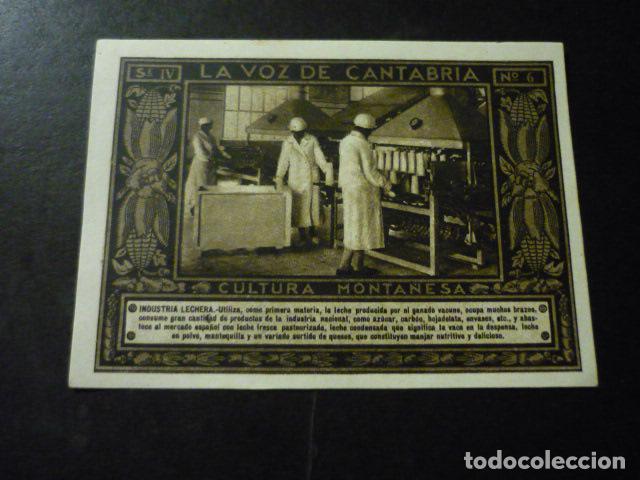 Sᴱ IV
LA VOZ DE CANTABRIA
Nº 6
CULTURA MONTAÑESA
INDUSTRIA LECHERA.-Utiliza, como primera materia, la leche producida por el ganado vacuno, ocupa muchos brazos,
consume gran cantidad de productos de la industria nacional, como azúcar, carbón, hojadelata, envases, etc., y abas-
tece al mercado español con leche fresca pasteurizada, leche condensada que significa la vaca en la despensa, leche
en polvo, mantequilla y un variado surtido de quesos, que constituyen manjar nutritivo y delicioso.
todocoleccion